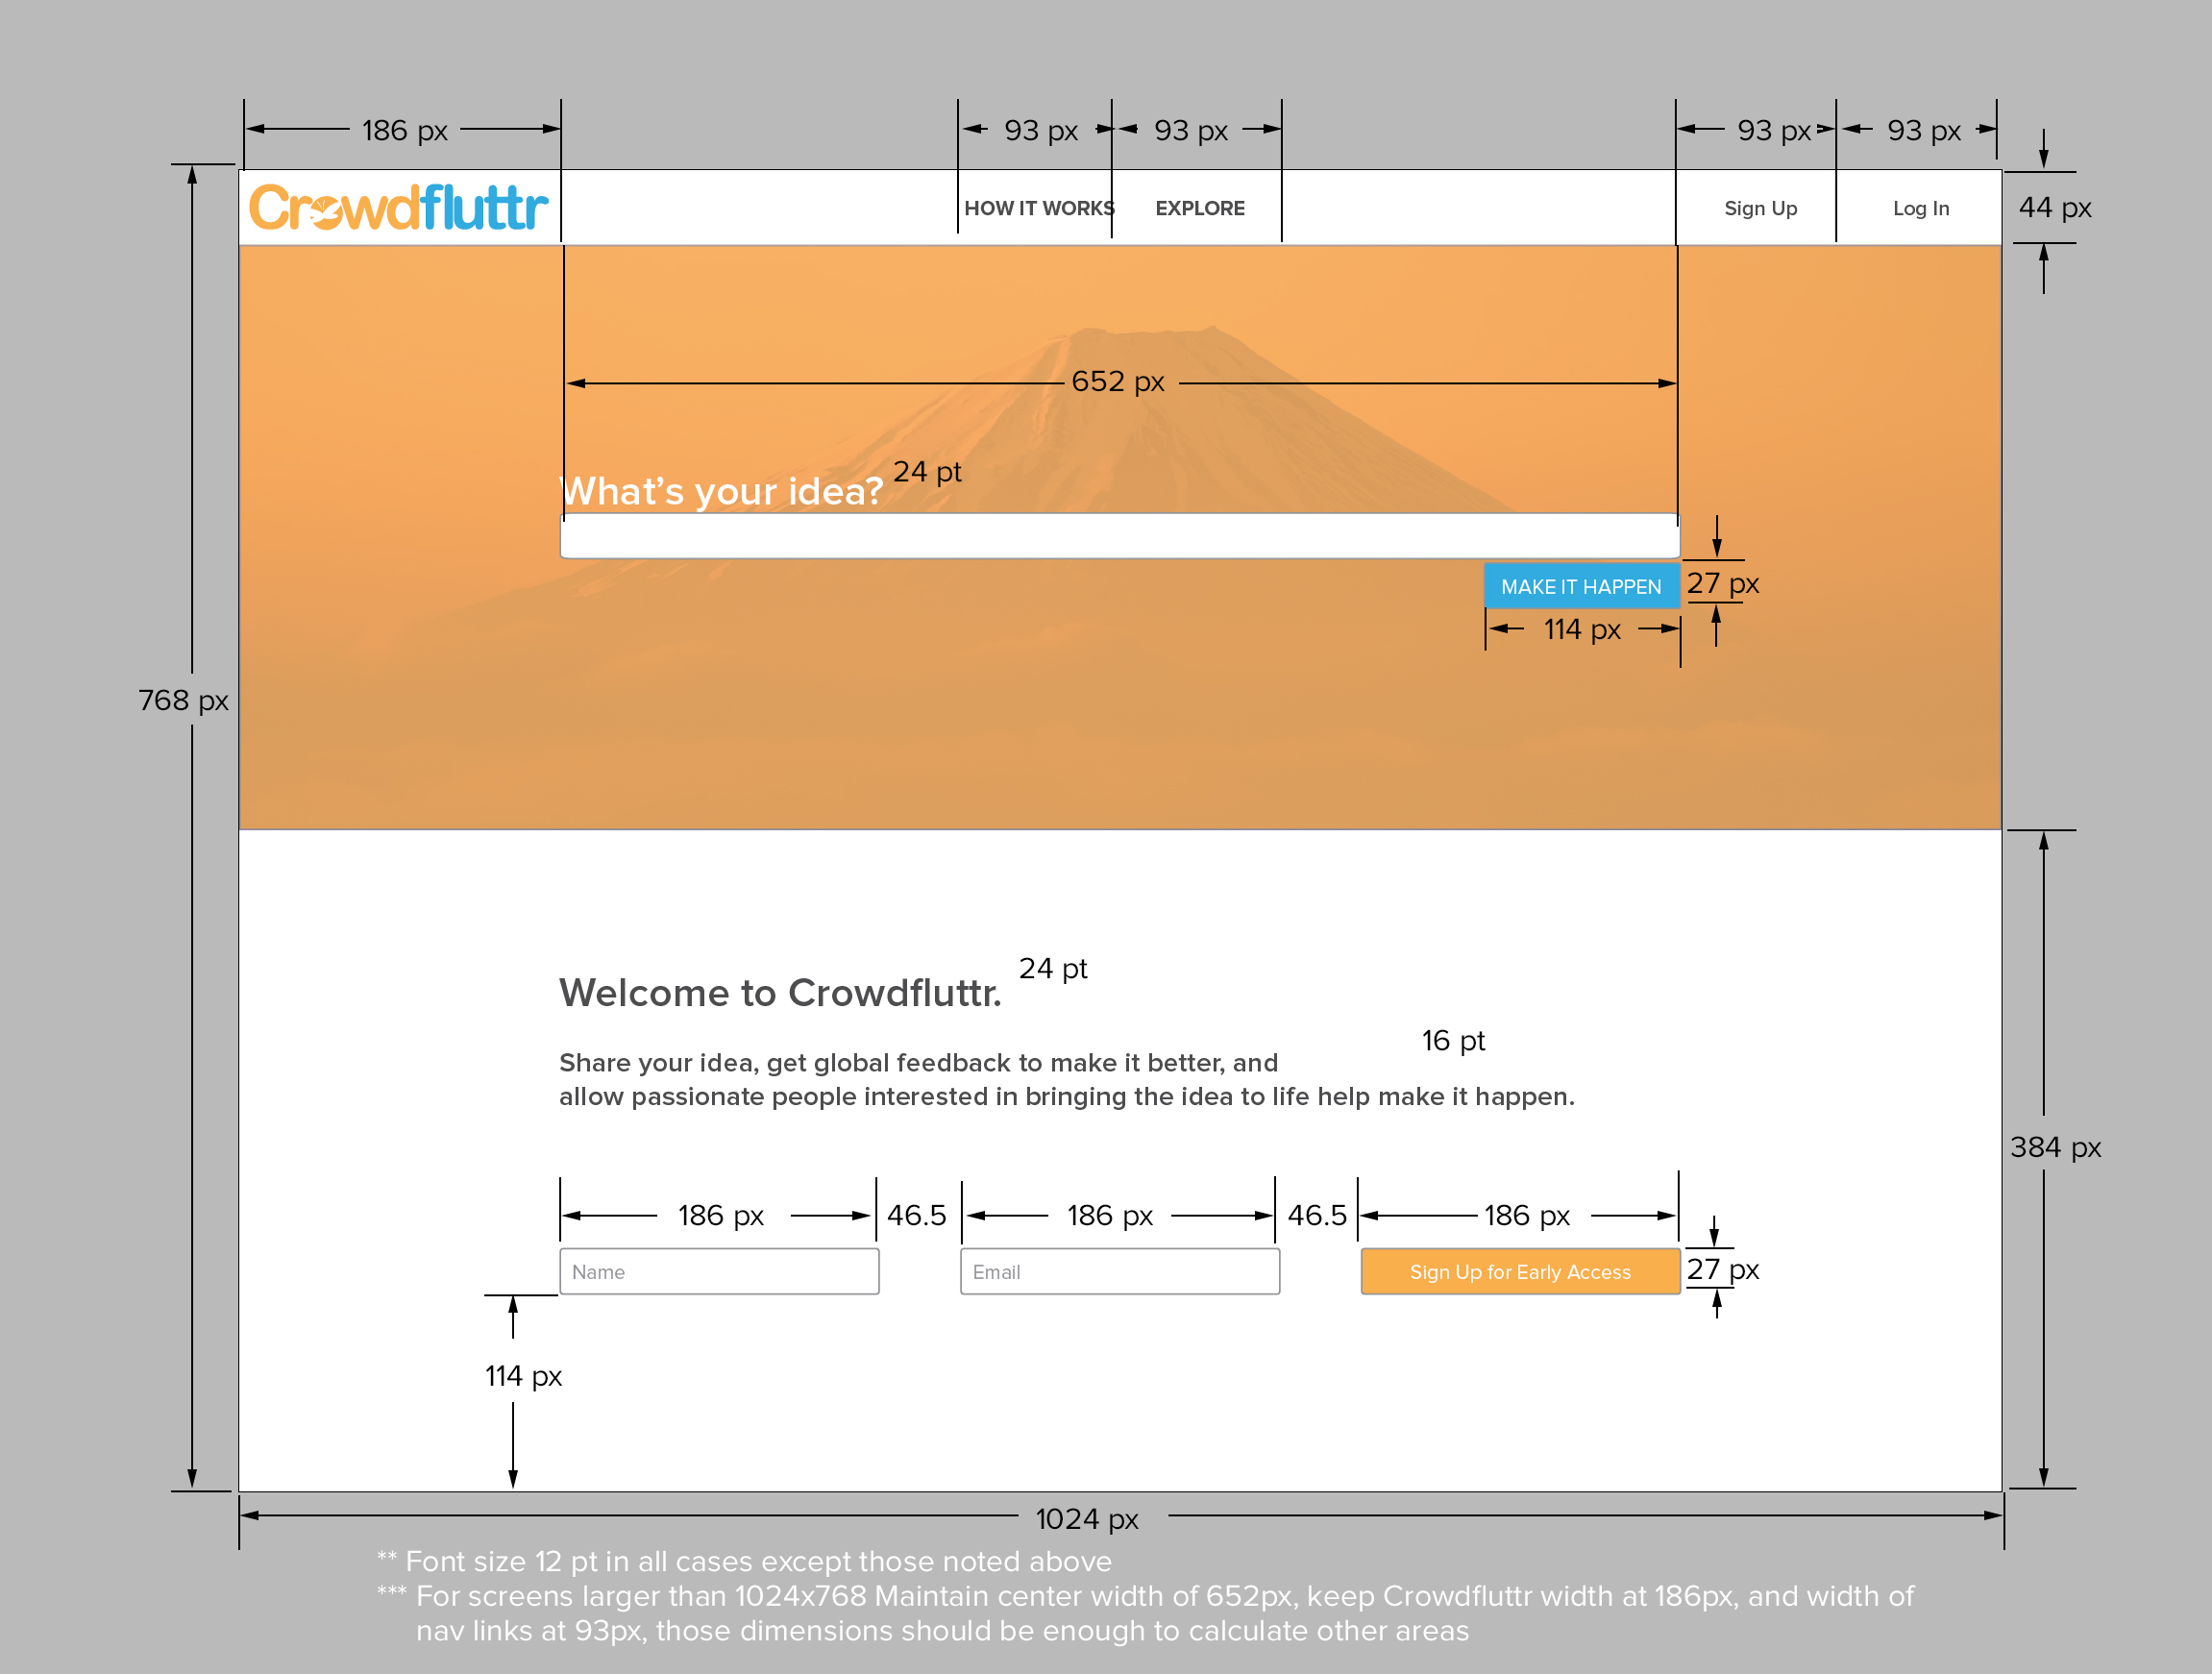 186 px 93 px 93 px 93 px 93 px
Crowdfluttr HOW IT WORKS EXPLORE Sign Up Log In 44 px
652 px
What's your idea? 24 pt
MAKE IT HAPPEN 27 px
114 px
768 px
24 pt
Welcome to Crowdfluttr.
16 pt
Share your idea, get global feedback to make it better, and
allow passionate people interested in bringing the idea to life help make it happen.
384 px
186 px 46.5 186 px 46.5 186 px
Name Email Sign Up for Early Access 27 px
114 px
1024 px
** Font size 12 pt in all cases except those noted above
*** For screens larger than 1024x768 Maintain center width of 652px, keep Crowdfluttr width at 186px, and width of
nav links at 93px, those dimensions should be enough to calculate other areas